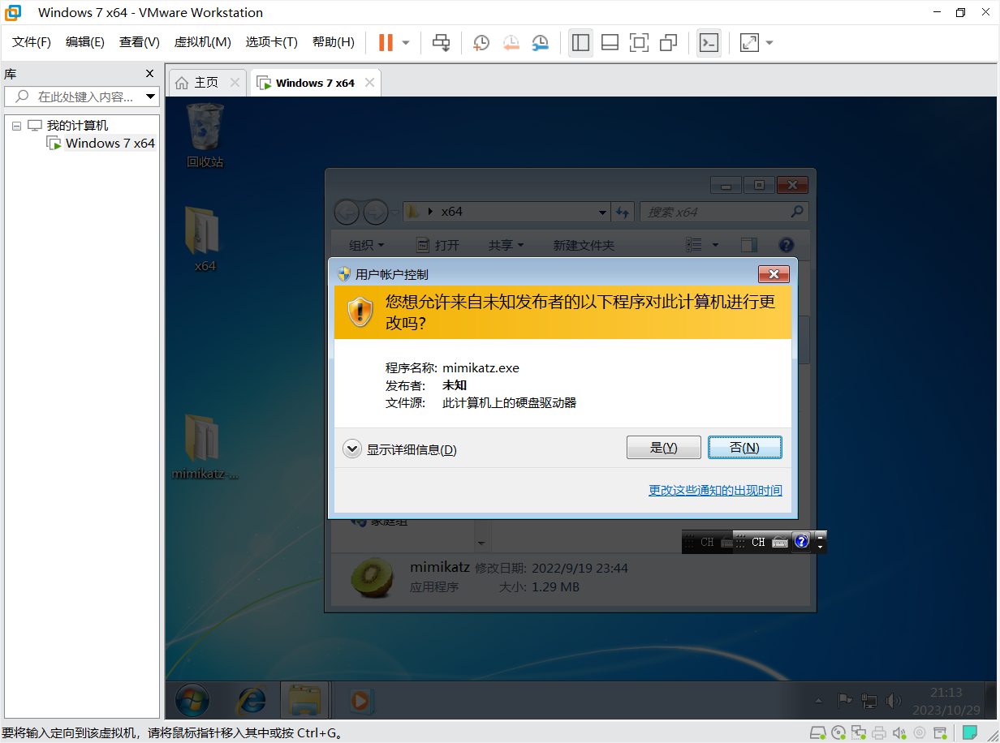 Windows 7 x64 - VMware Workstation
文件(F) 编辑(E) 查看(V) 虚拟机(M) 选项卡(T) 帮助(H)
库
在此处键入内容...
我的计算机
Windows 7 x64
主页
Windows 7 x64
回收站
x64
mimikatz-...
x64
搜索 x64
组织 打开 共享 新建文件夹
用户帐户控制
您想允许来自未知发布者的以下程序对此计算机进行更
改吗?
程序名称: mimikatz.exe
发布者: 未知
文件源: 此计算机上的硬盘驱动器
显示详细信息(D)
是(Y) 否(N)
更改这些通知的出现时间
家庭组
CH CH
mimikatz 修改日期: 2022/9/19 23:44
应用程序 大小: 1.29 MB
21:13
2023/10/29
要将输入定向到该虚拟机，请将鼠标指针移入其中或按 Ctrl+G。